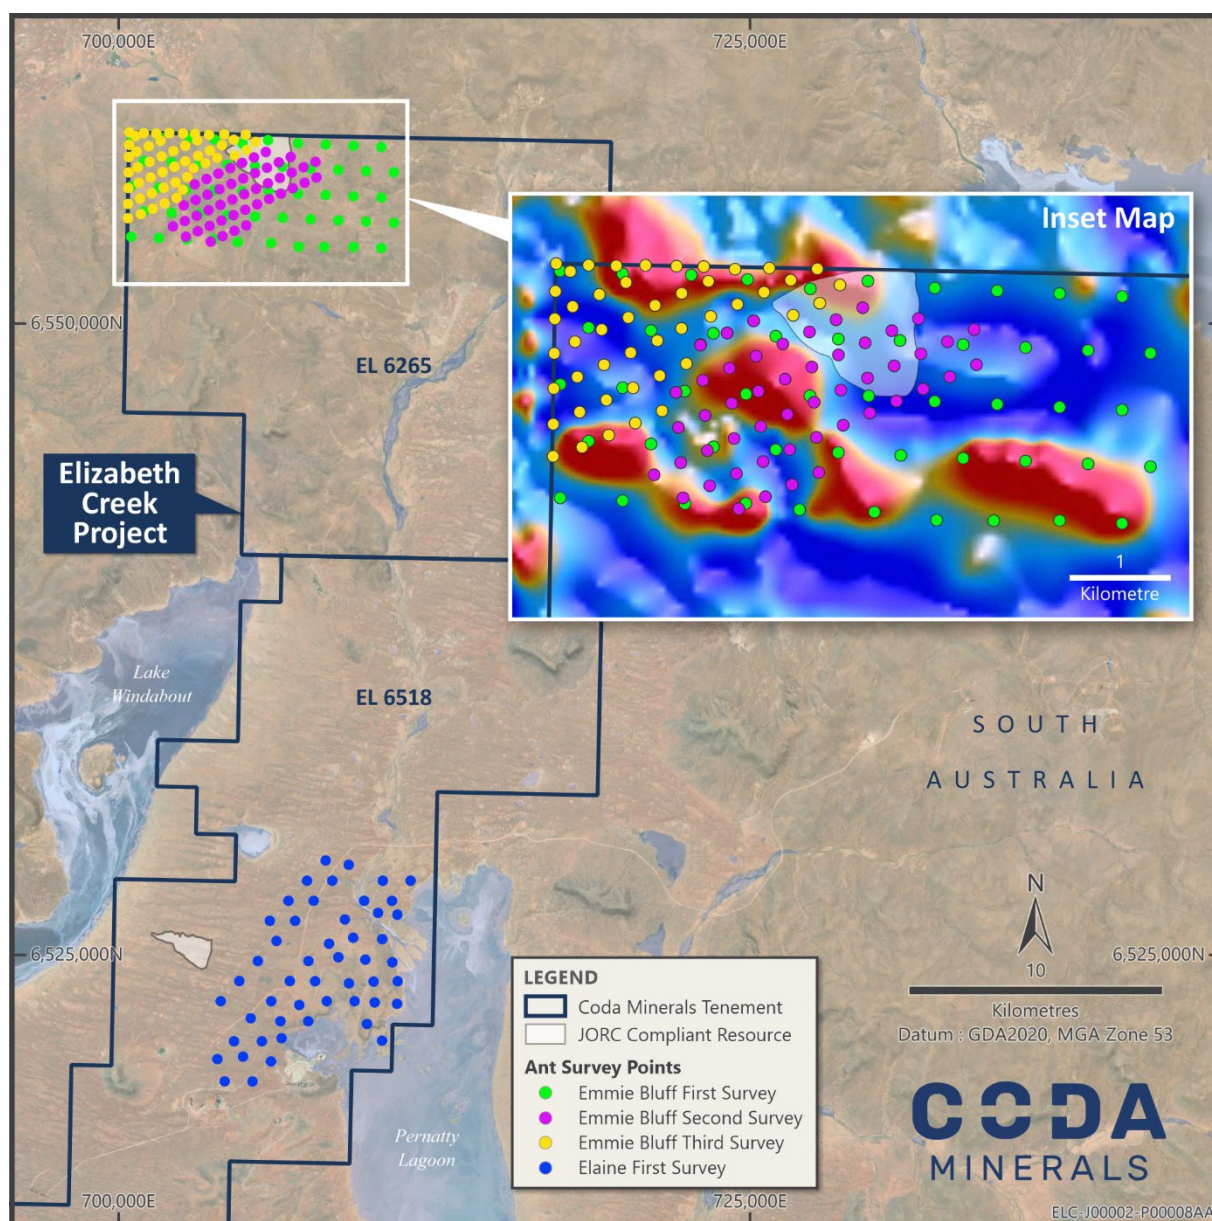 700,000E
725,000E
Inset Map
6,550,000N
EL 6265
Elizabeth
Creek
Project
1
Kilometre
Lake
Windabout
EL 6518
SOUTH
AUSTRALIA
N
6,525,000N
6,525,000N
10
Kilometres
Datum : GDA2020, MGA Zone 53
LEGEND
Coda Minerals Tenement
JORC Compliant Resource
Ant Survey Points
Emmie Bluff First Survey
Emmie Bluff Second Survey
Emmie Bluff Third Survey
Elaine First Survey
Pernatty
Lagoon
CODA
MINERALS
700,000E
725,000E
ELC-J00002-P00008AA